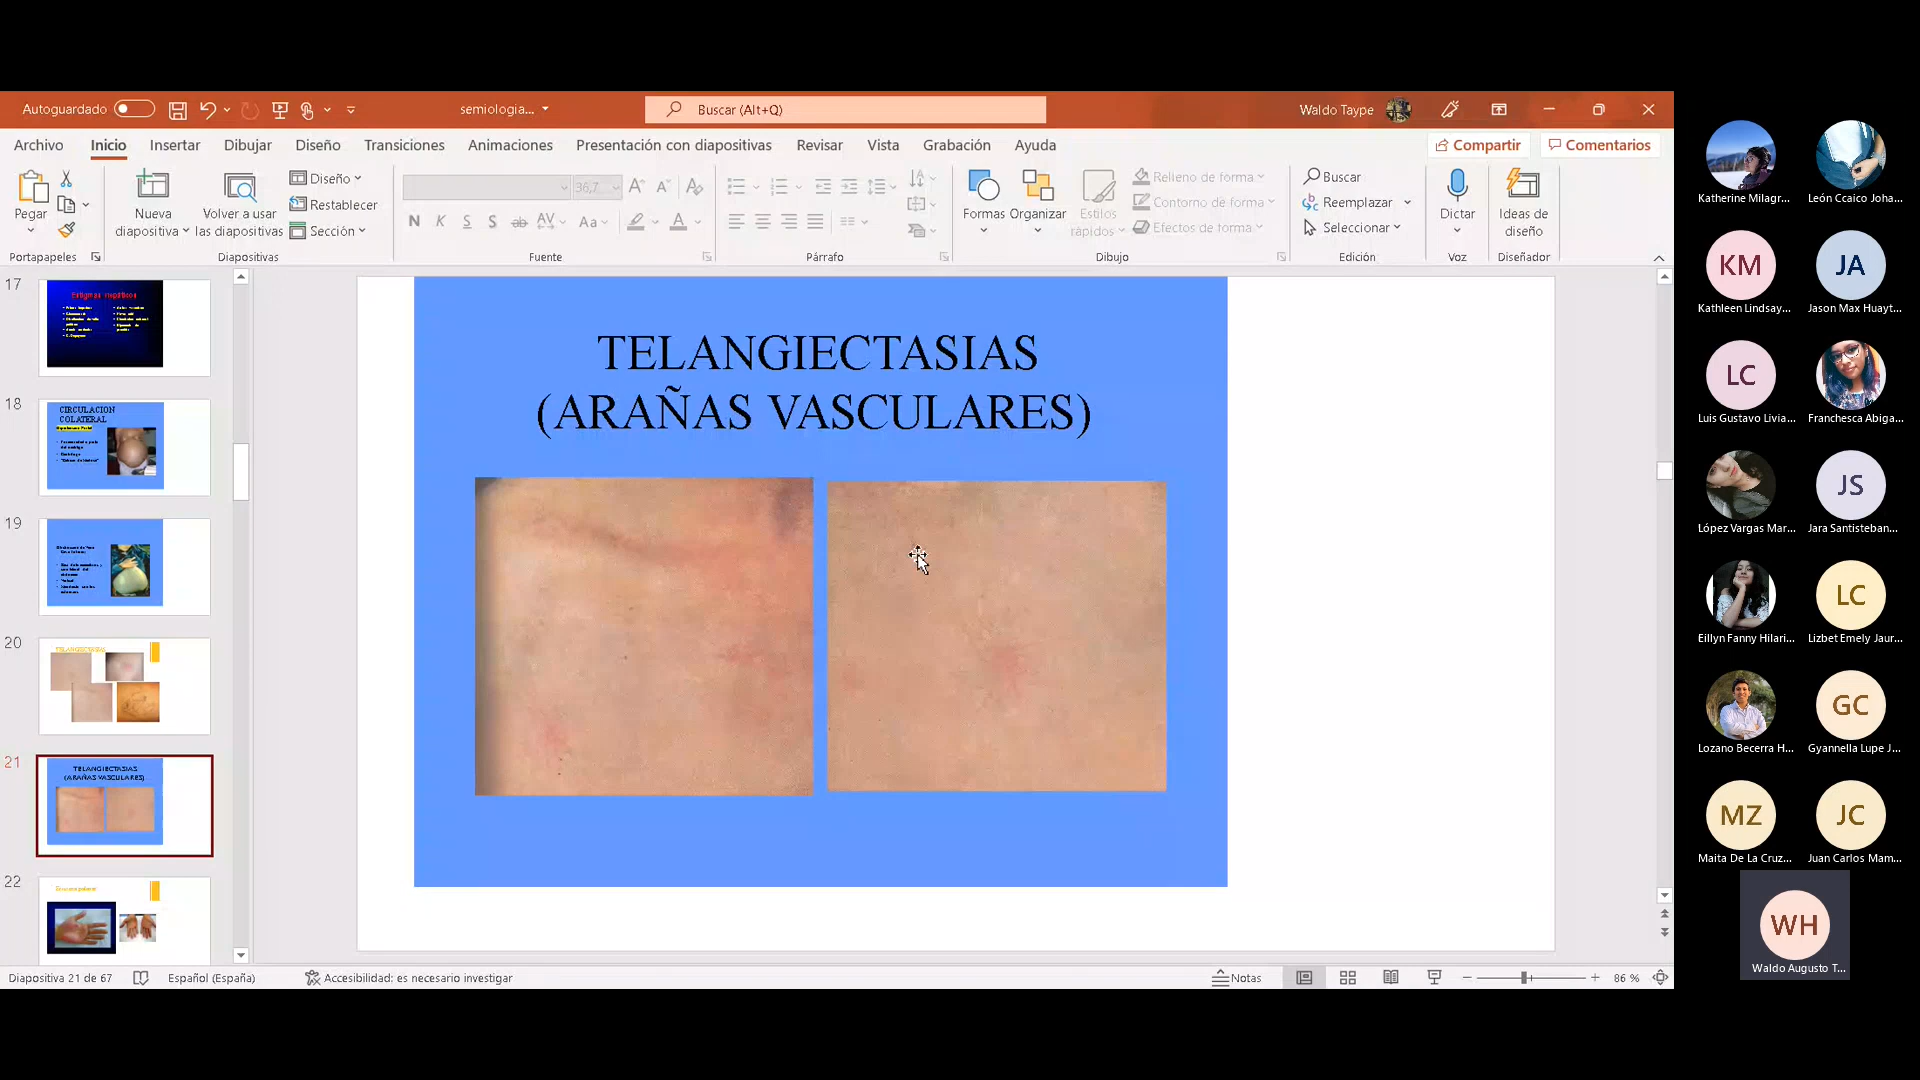 Autoguardado
semiologia...
Buscar (Alt+Q)
Waldo Taype
Archivo
Inicio
Insertar
Dibujar
Diseño
Transiciones
Animaciones
Presentación con diapositivas
Revisar
Vista
Grabación
Ayuda
Compartir
Comentarios
Pegar
Nueva
diapositiva
Volver a usar
las diapositivas
Diseño
Restablecer
Sección
36,7
N
K
S
S
ab
AV
Aa
A
Formas
Organizar
Estilos
rápidos
Relleno de forma
Contorno de forma
Efectos de forma
Buscar
Reemplazar
Seleccionar
Dictar
Ideas de
diseño
Portapapeles
Diapositivas
Fuente
Párrafo
Dibujo
Edición
Voz
Diseñador
17
18
CIRCULACION
COLATERAL
19
20
TELANGIECTASIAS
21
TELANGIECTASIAS
(ARAÑAS VASCULARES)
22
TELANGIECTASIAS
(ARAÑAS VASCULARES)
Diapositiva 21 de 67
Español (España)
Accesibilidad: es necesario investigar
Notas
86 %
Katherine Milagr...
León Ccaico Joha...
KM
Kathleen Lindsay...
JA
Jason Max Huayt...
LC
Luis Gustavo Livia...
Franchesca Abiga...
López Vargas Mar...
JS
Jara Santisteban...
Eillyn Fanny Hilari...
LC
Lizbet Emely Jaur...
Lozano Becerra H...
GC
Gyannella Lupe J...
MZ
Maita De La Cruz...
JC
Juan Carlos Mam...
WH
Waldo Augusto T...